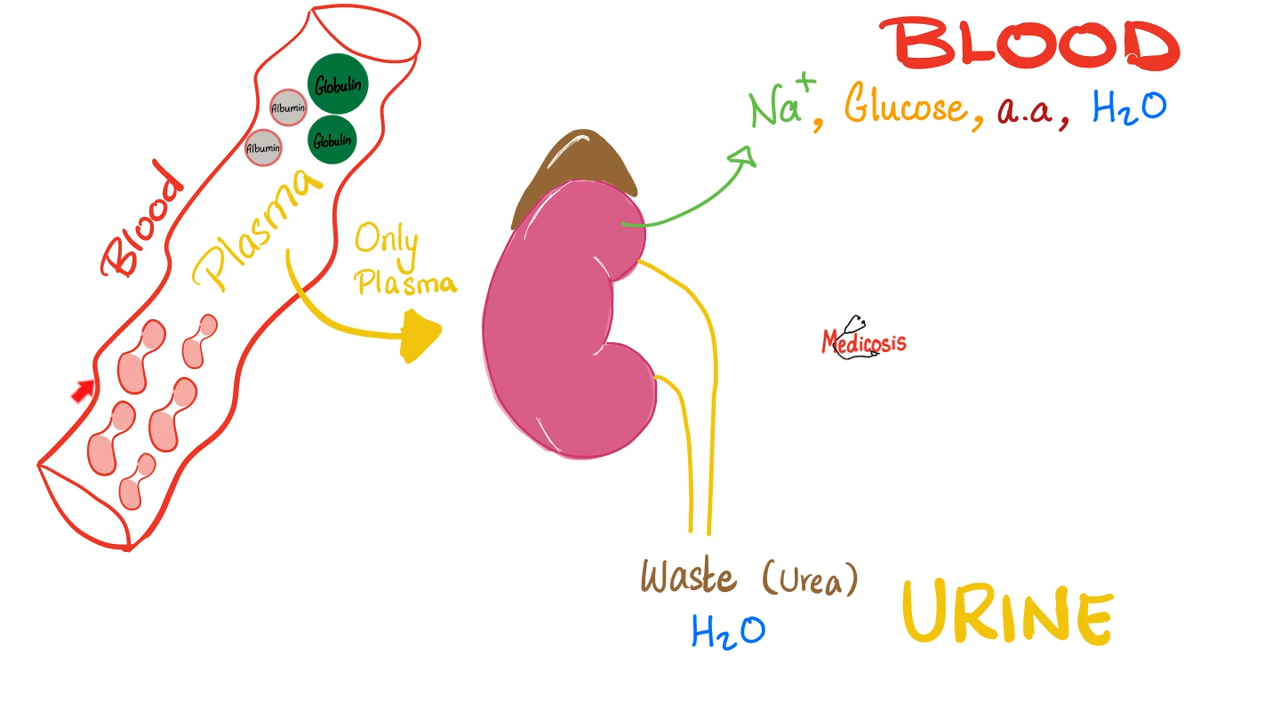 BLOOD
Na+, Glucose, a.a, H2O
Globulin
Albumin
Globulin
Albumin
Blood
Plasma
Only
Plasma
Medicosis
Waste (Urea)
H2O
URINE